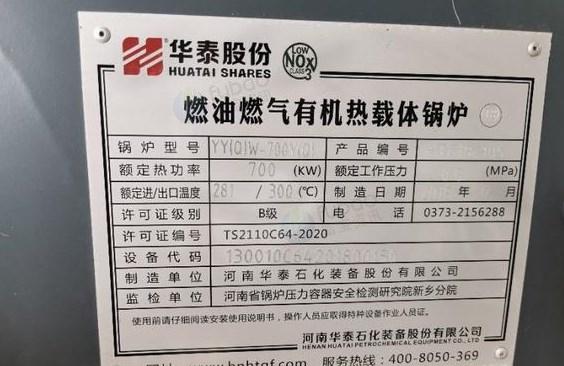 华泰股份
HUATAI SHARES
LOW
NOx
CLASS 3
燃油燃气有机热载体锅炉
锅炉型号 YY(Q)W-700Y(Q) 产品编号
额定热功率 700 (KW) 额定工作压力 (MPa)
额定进/出口温度 281 / 300 (℃) 制造日期 年 月
许可证级别 B级 电话 0373-2156288
许可证编号 TS2110C64-2020
设备代码
制造单位 河南华泰石化装备股份有限公司
监检单位 河南省锅炉压力容器安全检测研究院新乡分院
使用前请仔细阅读安装使用说明书，操作人员应取得特种设备作业人员证。
河南华泰石化装备股份有限公司
HENAN HUATAI PETROCHEMICAL EQUIPMENT CO.,LTD
服务热线：400-8050-369